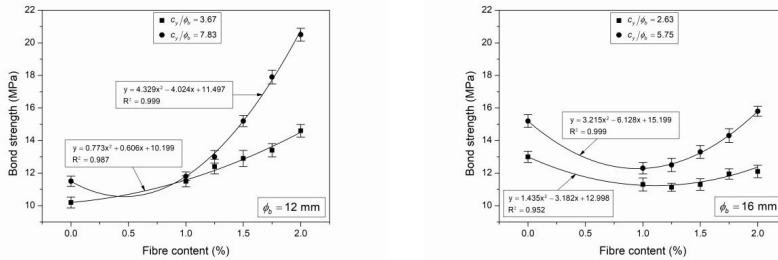 22
20
18
16
14
12
10
Bond strength (MPa)
c_y/ϕ_b = 3.67
c_y/ϕ_b = 7.83
y = 4.329x² − 4.024x + 11.497
R² = 0.999
y = 0.773x² + 0.606x + 10.199
R² = 0.987
ϕ_b = 12 mm
0.0 0.5 1.0 1.5 2.0
Fibre content (%)
22
20
18
16
14
12
10
Bond strength (MPa)
c_y/ϕ_b = 2.63
c_y/ϕ_b = 5.75
y = 3.215x² − 6.128x + 15.199
R² = 0.999
y = 1.435x² − 3.182x + 12.998
R² = 0.952
ϕ_b = 16 mm
0.0 0.5 1.0 1.5 2.0
Fibre content (%)